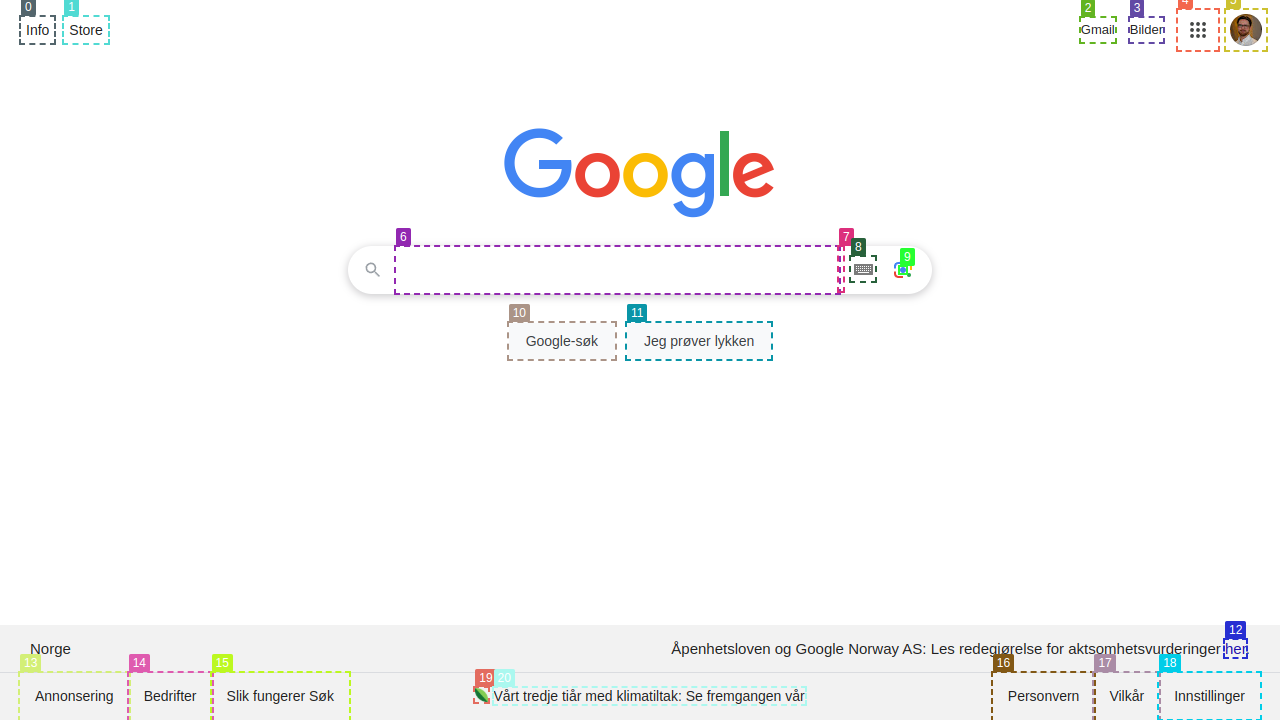 0 1 2 3 4 5
Info Store Gmail Bilder
Google
6 7 8 9
10 11
Google-søk Jeg prøver lykken
12
Norge Åpenhetsloven og Google Norway AS: Les redegjørelse for aktsomhetsvurderinger her.
13 14 15 19 20 16 17 18
Annonsering Bedrifter Slik fungerer Søk Vårt tredje tiår med klimatiltak: Se fremgangen vår Personvern Vilkår Innstillinger